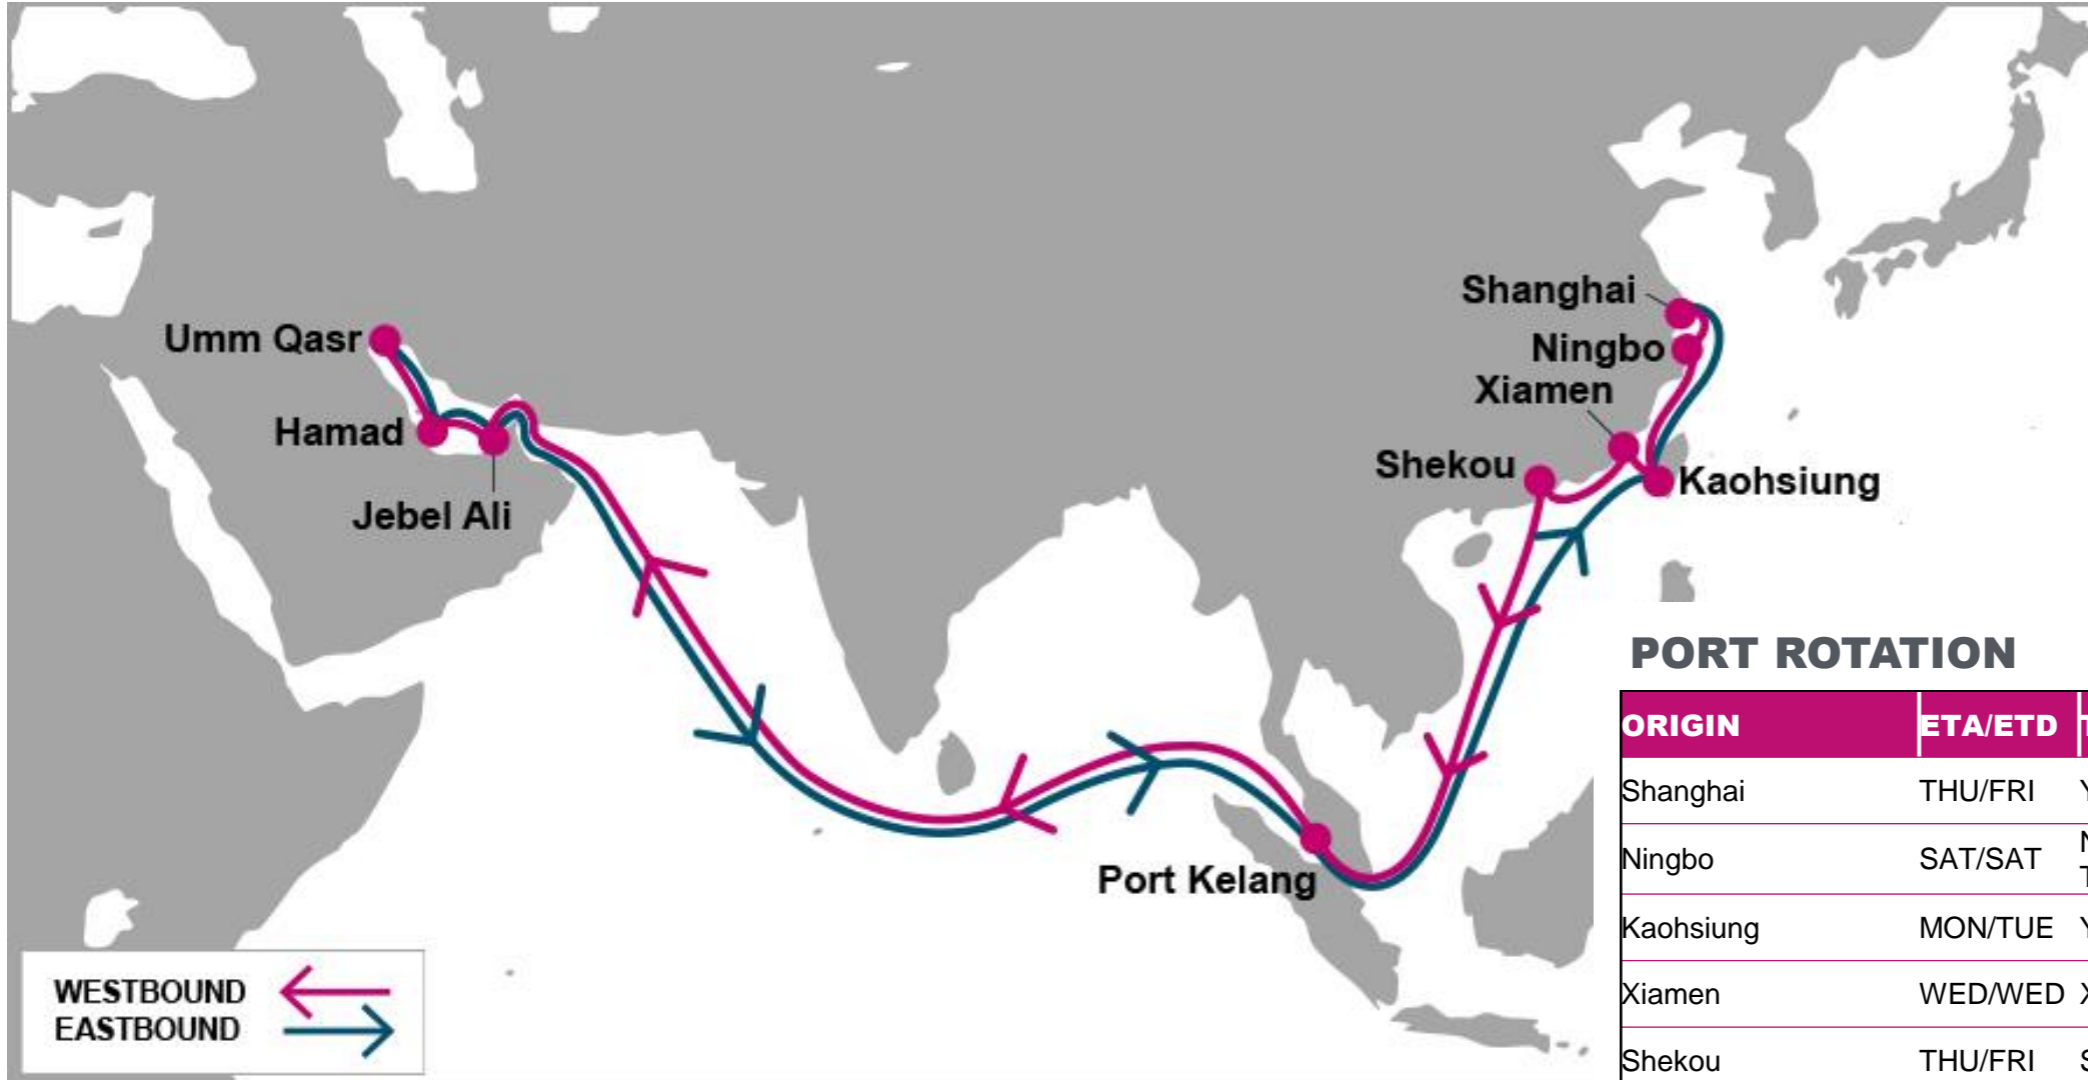 Shanghai
Umm Qasr
Ningbo
Xiamen
Hamad
Shekou
Kaohsiung
Jebel Ali
Port Kelang
WESTBOUND
EASTBOUND
PORT ROTATION
ORIGIN ETA/ETD
Shanghai THU/FRI
Ningbo SAT/SAT
Kaohsiung MON/TUE
Xiamen WED/WED
Shekou THU/FRI